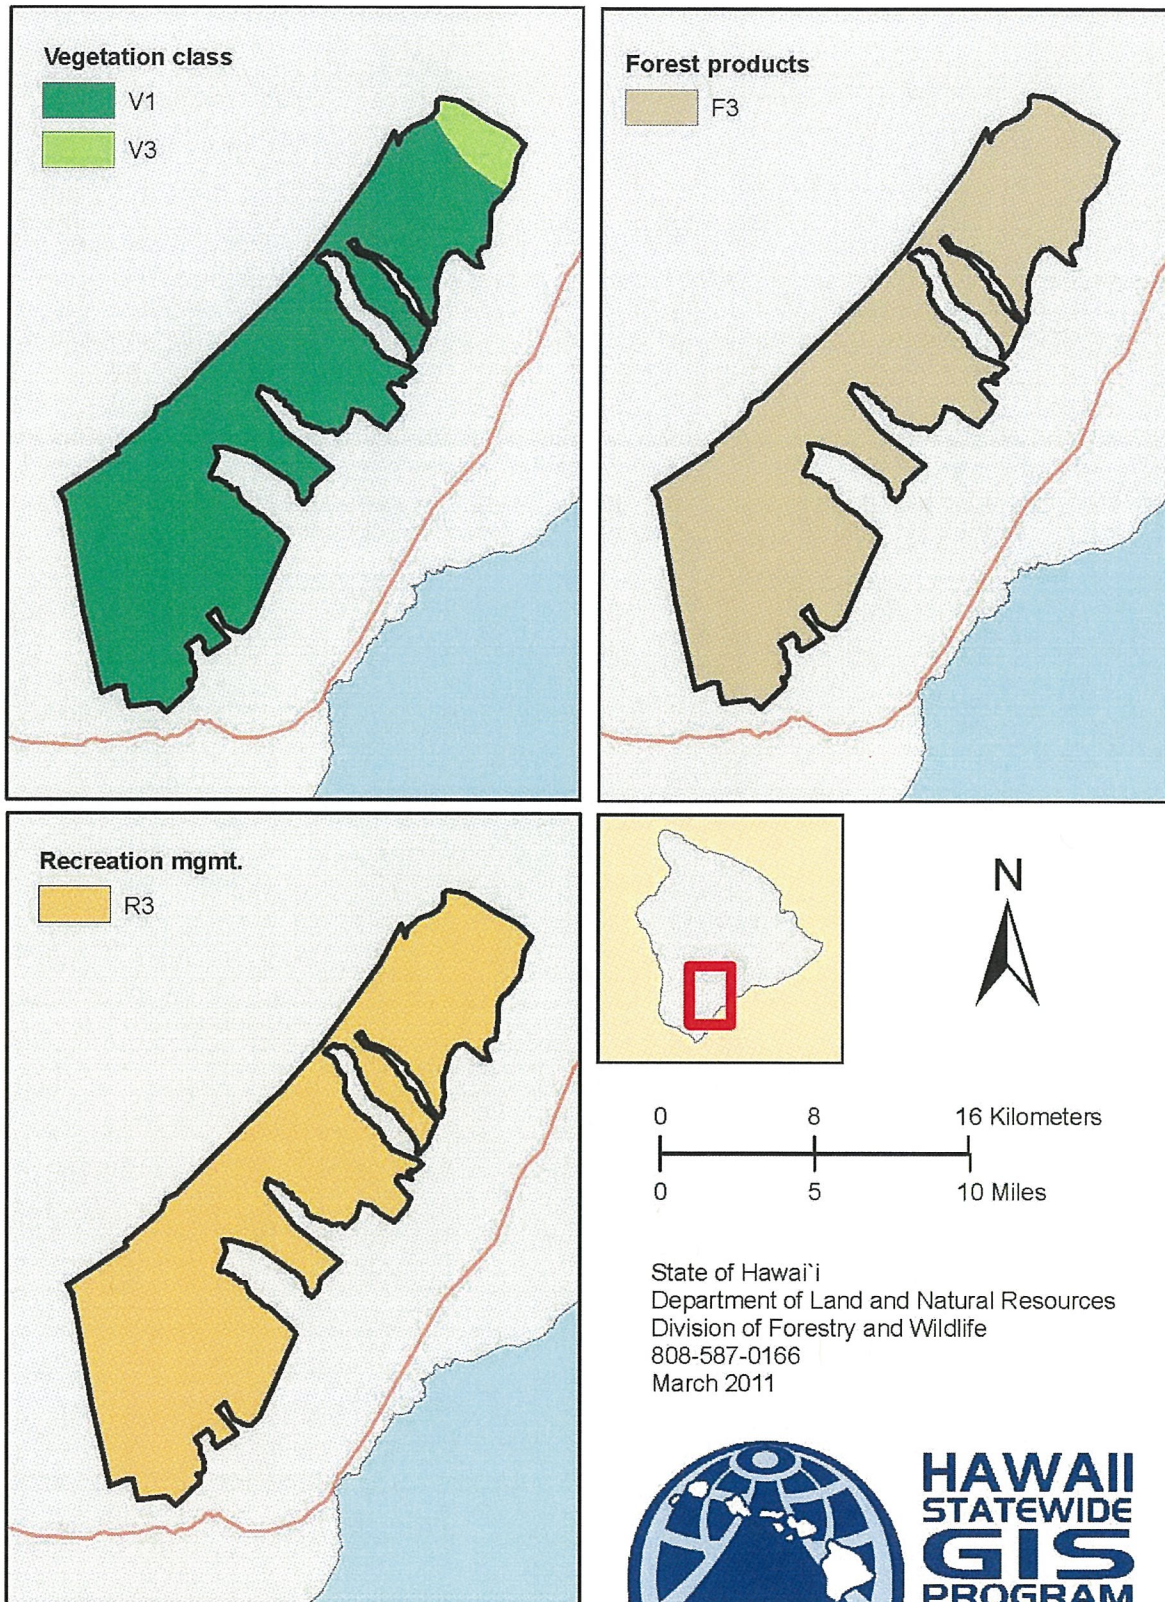 Vegetation class
V1
V3
Forest products
F3
Recreation mgmt.
R3
N
0 8 16 Kilometers
0 5 10 Miles
State of Hawai`i
Department of Land and Natural Resources
Division of Forestry and Wildlife
808-587-0166
March 2011
HAWAII
STATEWIDE
GIS
PROGRAM